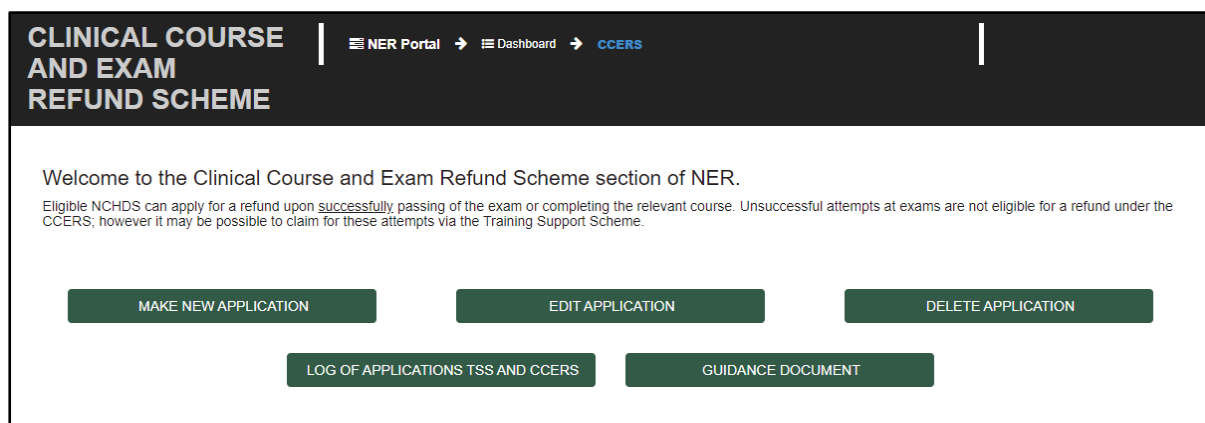 CLINICAL COURSE
AND EXAM
REFUND SCHEME
NER Portal → Dashboard → CCERS
Welcome to the Clinical Course and Exam Refund Scheme section of NER.
Eligible NCHDS can apply for a refund upon successfully passing of the exam or completing the relevant course. Unsuccessful attempts at exams are not eligible for a refund under the
CCERS; however it may be possible to claim for these attempts via the Training Support Scheme.
MAKE NEW APPLICATION
EDIT APPLICATION
DELETE APPLICATION
LOG OF APPLICATIONS TSS AND CCERS
GUIDANCE DOCUMENT